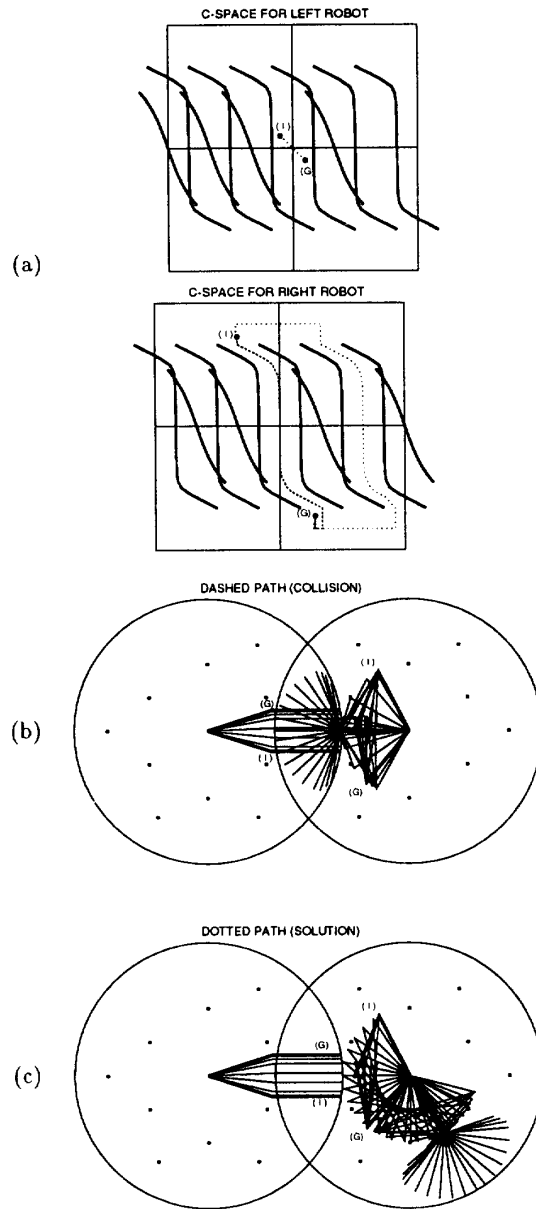 C-SPACE FOR LEFT ROBOT
(I)
(G)
(a)
C-SPACE FOR RIGHT ROBOT
(I)
(G)
DASHED PATH (COLLISION)
(I)
(G)
(b)
(I)
(G)
DOTTED PATH (SOLUTION)
(I)
(G)
(c)
(I)
(G)